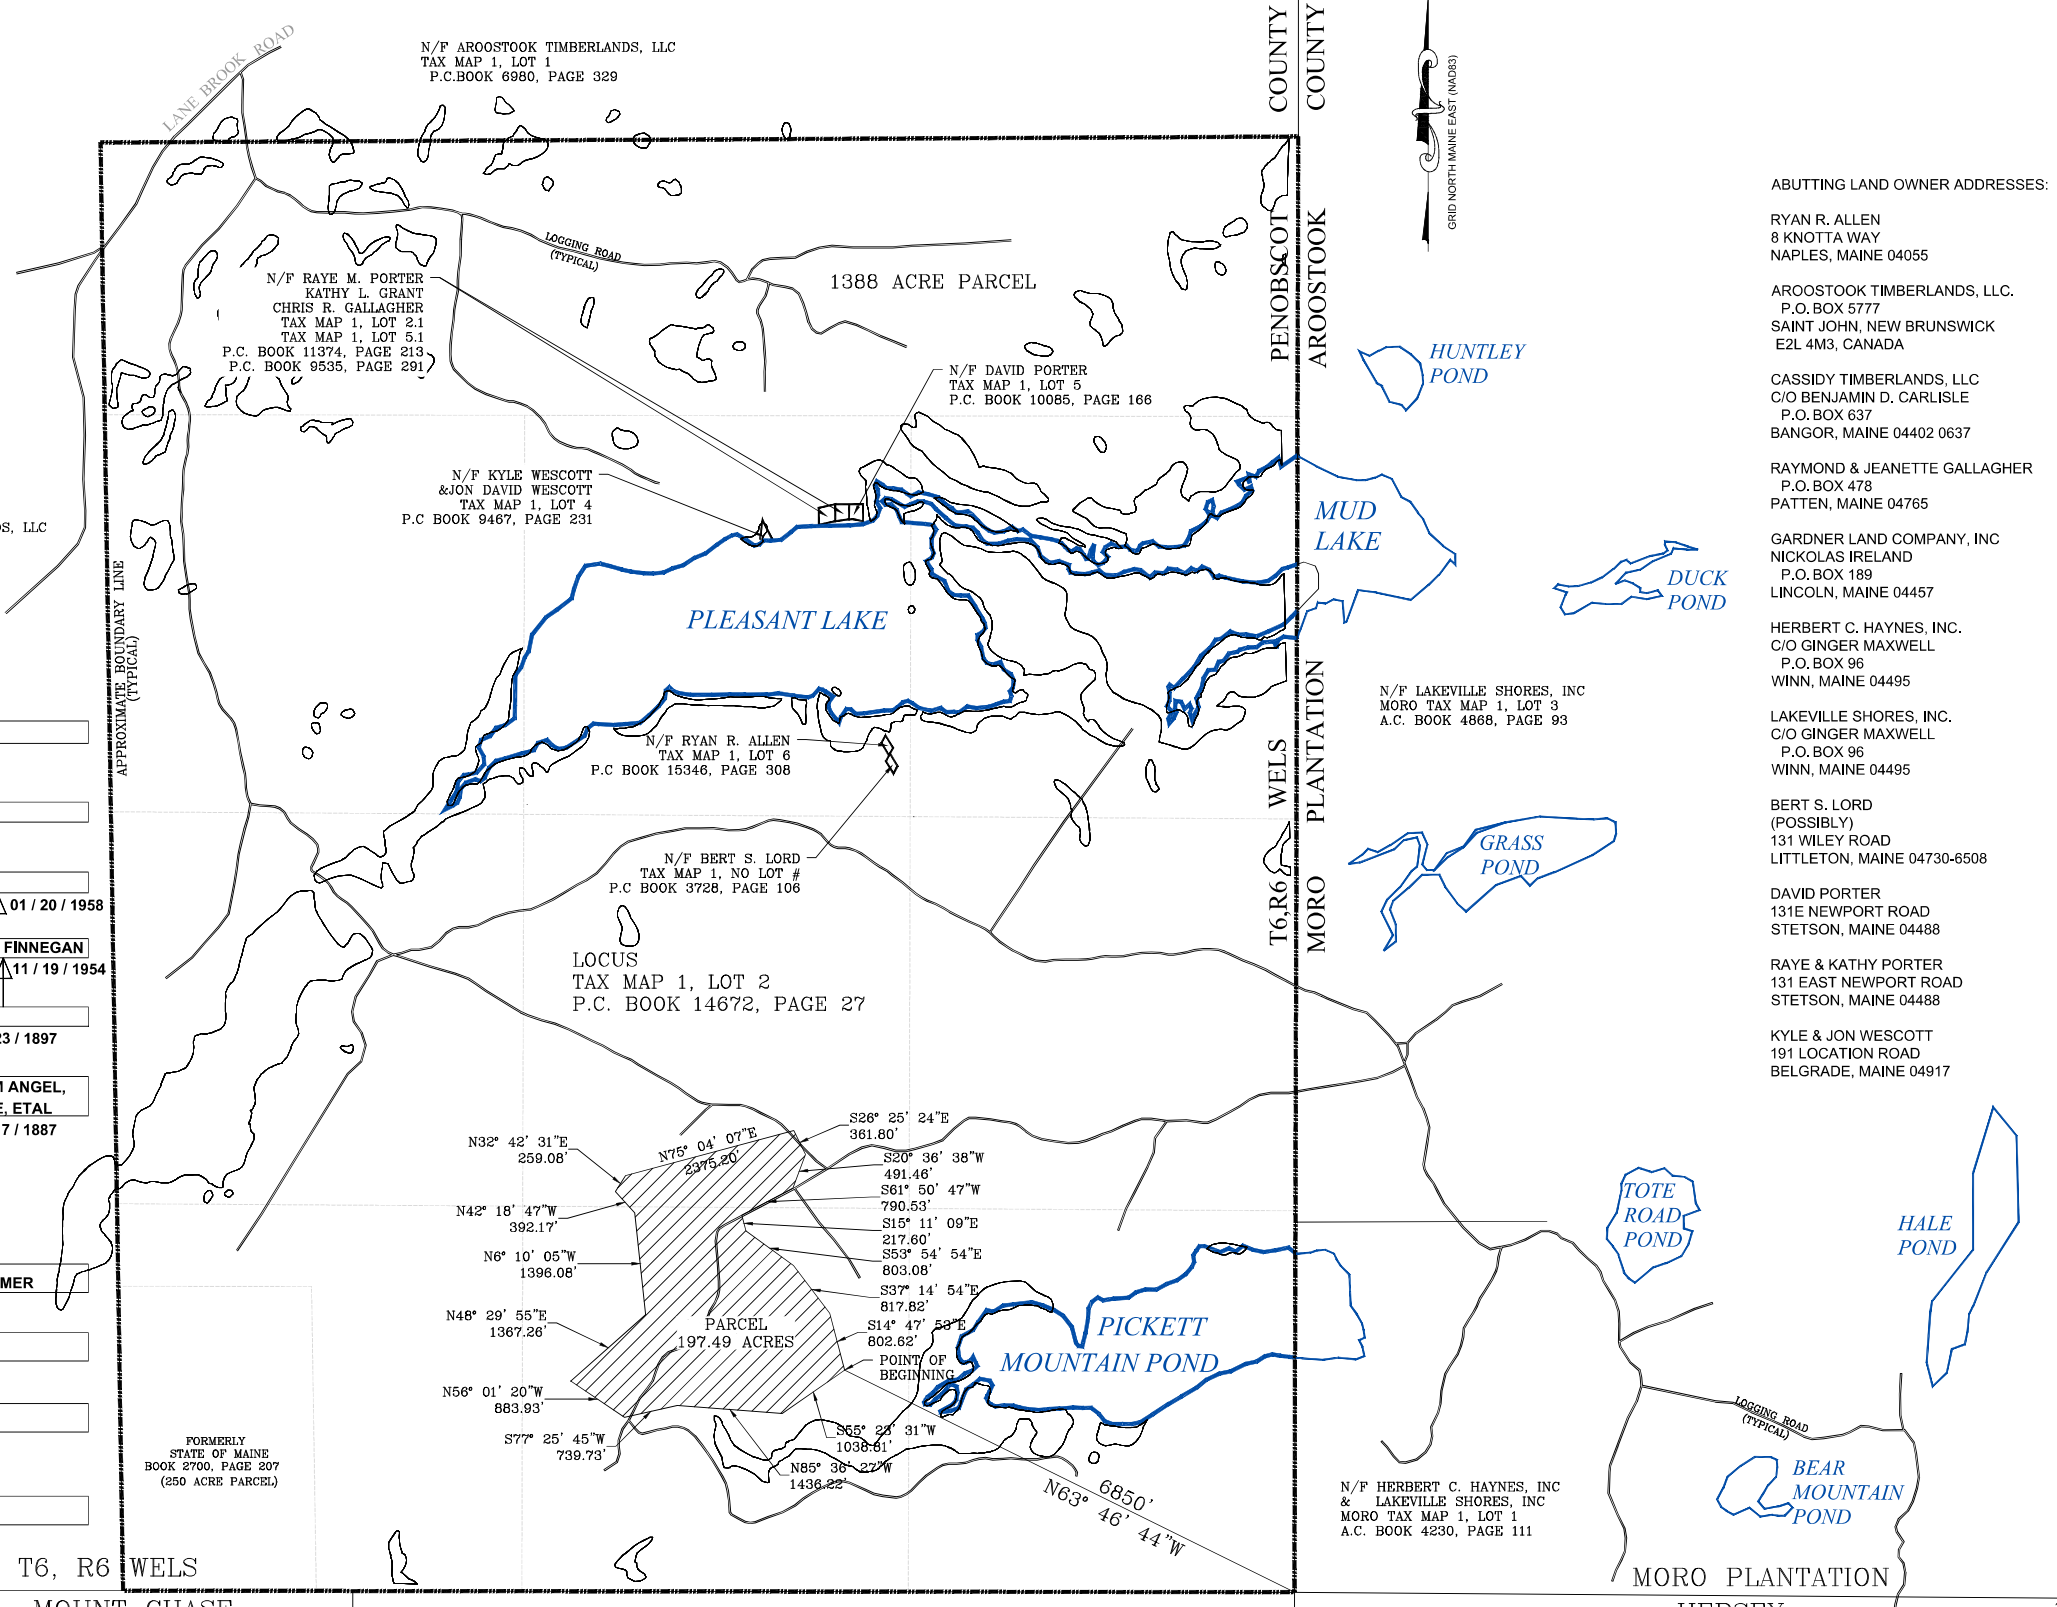 LANE BROOK ROAD
N/F AROOSTOOK TIMBERLANDS, LLC
TAX MAP 1, LOT 1
P.C.BOOK 6980, PAGE 329
PENOBSCOT COUNTY
AROOSTOOK COUNTY
GRID NORTH MAINE EAST (NAD83)
LOGGING ROAD
(TYPICAL)
1388 ACRE PARCEL
N/F RAYE M. PORTER
KATHY L. GRANT
CHRIS R. GALLAGHER
TAX MAP 1, LOT 2.1
TAX MAP 1, LOT 5.1
P.C. BOOK 11374, PAGE 213
P.C. BOOK 9535, PAGE 291
N/F DAVID PORTER
TAX MAP 1, LOT 5
P.C. BOOK 10085, PAGE 166
HUNTLEY
POND
N/F KYLE WESCOTT
&JON DAVID WESCOTT
TAX MAP 1, LOT 4
P.C BOOK 9467, PAGE 231
S, LLC
MUD
LAKE
DUCK
POND
PLEASANT LAKE
APPROXIMATE BOUNDARY LINE
(TYPICAL)
N/F LAKEVILLE SHORES, INC
MORO TAX MAP 1, LOT 3
A.C. BOOK 4868, PAGE 93
N/F RYAN R. ALLEN
TAX MAP 1, LOT 6
P.C BOOK 15346, PAGE 308
T6,R6 WELS
MORO PLANTATION
GRASS
POND
N/F BERT S. LORD
TAX MAP 1, NO LOT #
P.C BOOK 3728, PAGE 106
01 / 20 / 1958
FINNEGAN
11 / 19 / 1954
23 / 1897
ANGEL,
, ETAL
7 / 1887
MER
LOCUS
TAX MAP 1, LOT 2
P.C. BOOK 14672, PAGE 27
N32° 42' 31"E
259.08'
N75° 04' 07"E
2375.20'
S26° 25' 24"E
361.80'
S20° 36' 38"W
491.46'
S61° 50' 47"W
790.53'
S15° 11' 09"E
217.60'
S53° 54' 54"E
803.08'
S37° 14' 54"E
817.82'
S14° 47' 53"E
802.62'
POINT OF
BEGINNING
N42° 18' 47"W
392.17'
N6° 10' 05"W
1396.08'
N48° 29' 55"E
1367.26'
N56° 01' 20"W
883.93'
S77° 25' 45"W
739.73'
PARCEL
197.49 ACRES
S55° 23' 31"W
1038.81'
N85° 36' 27"W
1436.22'
6850'
N63° 46' 44"W
PICKETT
MOUNTAIN POND
TOTE
ROAD
POND
HALE
POND
LOGGING ROAD
(TYPICAL)
BEAR
MOUNTAIN
POND
FORMERLY
STATE OF MAINE
BOOK 2700, PAGE 207
(250 ACRE PARCEL)
N/F HERBERT C. HAYNES, INC
& LAKEVILLE SHORES, INC
MORO TAX MAP 1, LOT 1
A.C. BOOK 4230, PAGE 111
T6, R6 WELS
MORO PLANTATION
MOUNT CHASE
HERSEY
ABUTTING LAND OWNER ADDRESSES:
RYAN R. ALLEN
8 KNOTTA WAY
NAPLES, MAINE 04055
AROOSTOOK TIMBERLANDS, LLC.
P.O. BOX 5777
SAINT JOHN, NEW BRUNSWICK
E2L 4M3, CANADA
CASSIDY TIMBERLANDS, LLC
C/O BENJAMIN D. CARLISLE
P.O. BOX 637
BANGOR, MAINE 04402 0637
RAYMOND & JEANETTE GALLAGHER
P.O. BOX 478
PATTEN, MAINE 04765
GARDNER LAND COMPANY, INC
NICKOLAS IRELAND
P.O. BOX 189
LINCOLN, MAINE 04457
HERBERT C. HAYNES, INC.
C/O GINGER MAXWELL
P.O. BOX 96
WINN, MAINE 04495
LAKEVILLE SHORES, INC.
C/O GINGER MAXWELL
P.O. BOX 96
WINN, MAINE 04495
BERT S. LORD
(POSSIBLY)
131 WILEY ROAD
LITTLETON, MAINE 04730-6508
DAVID PORTER
131E NEWPORT ROAD
STETSON, MAINE 04488
RAYE & KATHY PORTER
131 EAST NEWPORT ROAD
STETSON, MAINE 04488
KYLE & JON WESCOTT
191 LOCATION ROAD
BELGRADE, MAINE 04917